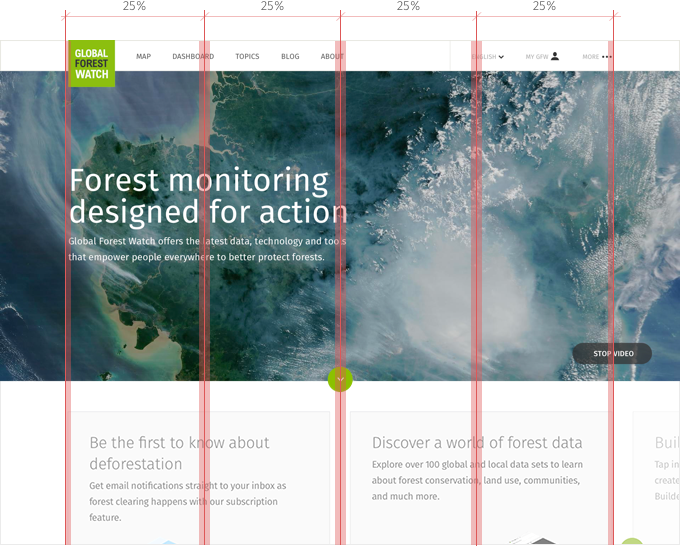 25% 25% 25% 25%
GLOBAL
FOREST
WATCH
MAP DASHBOARD TOPICS BLOG ABOUT ENGLISH MY GFW MORE
Forest monitoring
designed for action
Global Forest Watch offers the latest data, technology and tools
that empower people everywhere to better protect forests.
STOP VIDEO
Be the first to know about
deforestation
Get email notifications straight to your inbox as
forest clearing happens with our subscription
feature.
Discover a world of forest data
Explore over 100 global and local data sets to learn
about forest conservation, land use, communities,
and much more.
Buil
Tap in
create
Builde